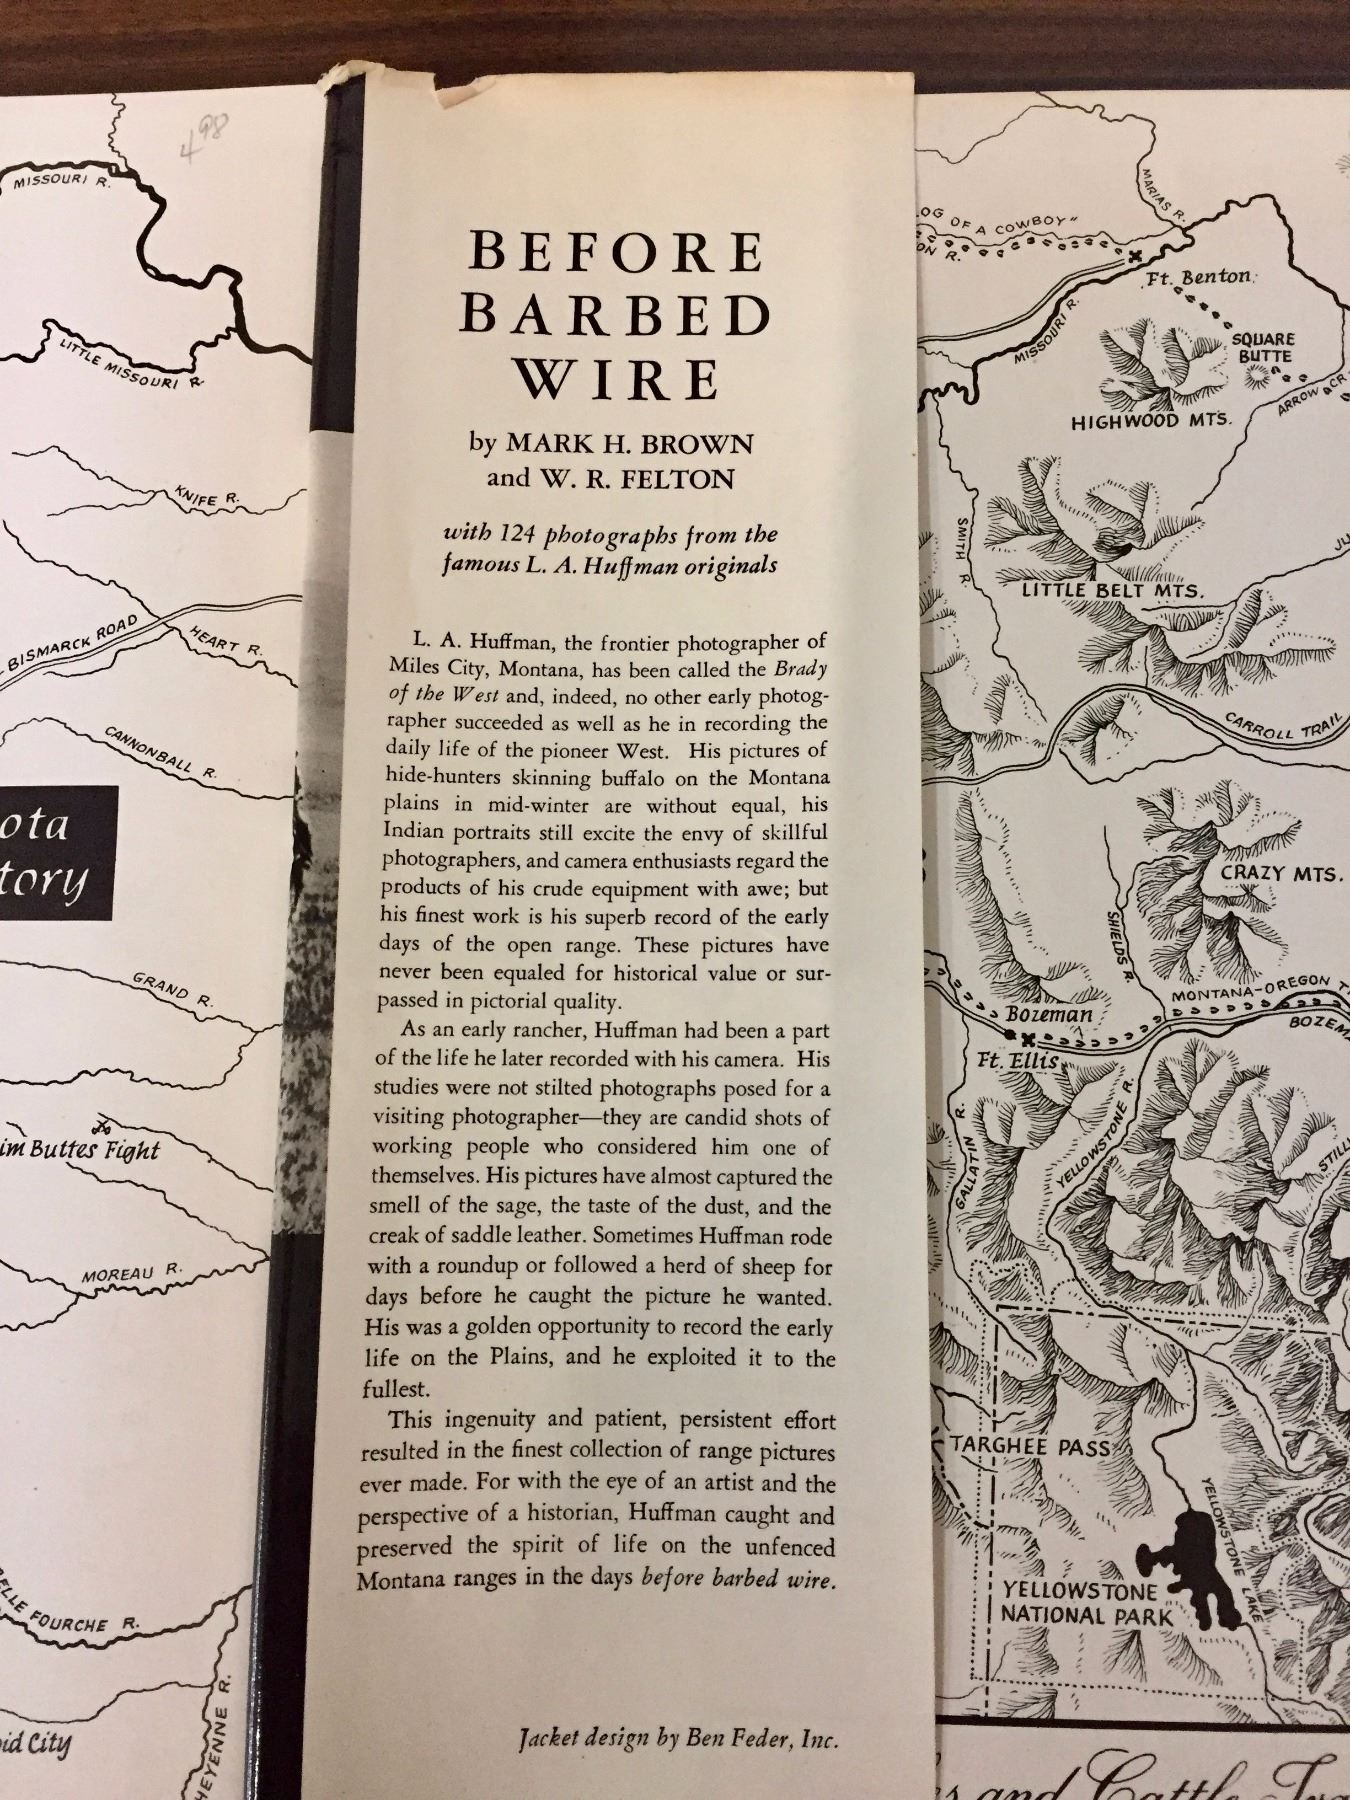 4 98
MISSOURI R.
LITTLE MISSOURI R.
KNIFE R.
BISMARCK ROAD
HEART R.
CANNONBALL R.
ota
tory
GRAND R.
im Buttes Fight
MOREAU R.
ELLE FOURCHE R.
HEYENNE R.
id City
BEFORE
BARBED
WIRE
by MARK H. BROWN
and W. R. FELTON
with 124 photographs from the
famous L. A. Huffman originals
L. A. Huffman, the frontier photographer of
Miles City, Montana, has been called the Brady
of the West and, indeed, no other early photog-
rapher succeeded as well as he in recording the
daily life of the pioneer West. His pictures of
hide-hunters skinning buffalo on the Montana
plains in mid-winter are without equal, his
Indian portraits still excite the envy of skillful
photographers, and camera enthusiasts regard the
products of his crude equipment with awe; but
his finest work is his superb record of the early
days of the open range. These pictures have
never been equaled for historical value or sur-
passed in pictorial quality.
As an early rancher, Huffman had been a part
of the life he later recorded with his camera. His
studies were not stilted photographs posed for a
visiting photographer—they are candid shots of
working people who considered him one of
themselves. His pictures have almost captured the
smell of the sage, the taste of the dust, and the
creak of saddle leather. Sometimes Huffman rode
with a roundup or followed a herd of sheep for
days before he caught the picture he wanted.
His was a golden opportunity to record the early
life on the Plains, and he exploited it to the
fullest.
This ingenuity and patient, persistent effort
resulted in the finest collection of range pictures
ever made. For with the eye of an artist and the
perspective of a historian, Huffman caught and
preserved the spirit of life on the unfenced
Montana ranges in the days before barbed wire.
Jacket design by Ben Feder, Inc.
MARIAS R.
OG OF A COWBOY"
ON R.
Ft. Benton
MISSOURI R.
SQUARE
BUTTE
ARROW CR
HIGHWOOD MTS.
SMITH R.
JU
LITTLE BELT MTS.
CARROLL TRAIL
CRAZY MTS.
SHIELDS R.
MONTANA-OREGON T
Bozeman
BOZEM
Ft. Ellis
GALLATIN R.
YELLOWSTONE R.
STILL
TARGHEE PASS
YELLOWSTONE LAKE
YELLOWSTONE
NATIONAL PARK
s and Cattle Tra